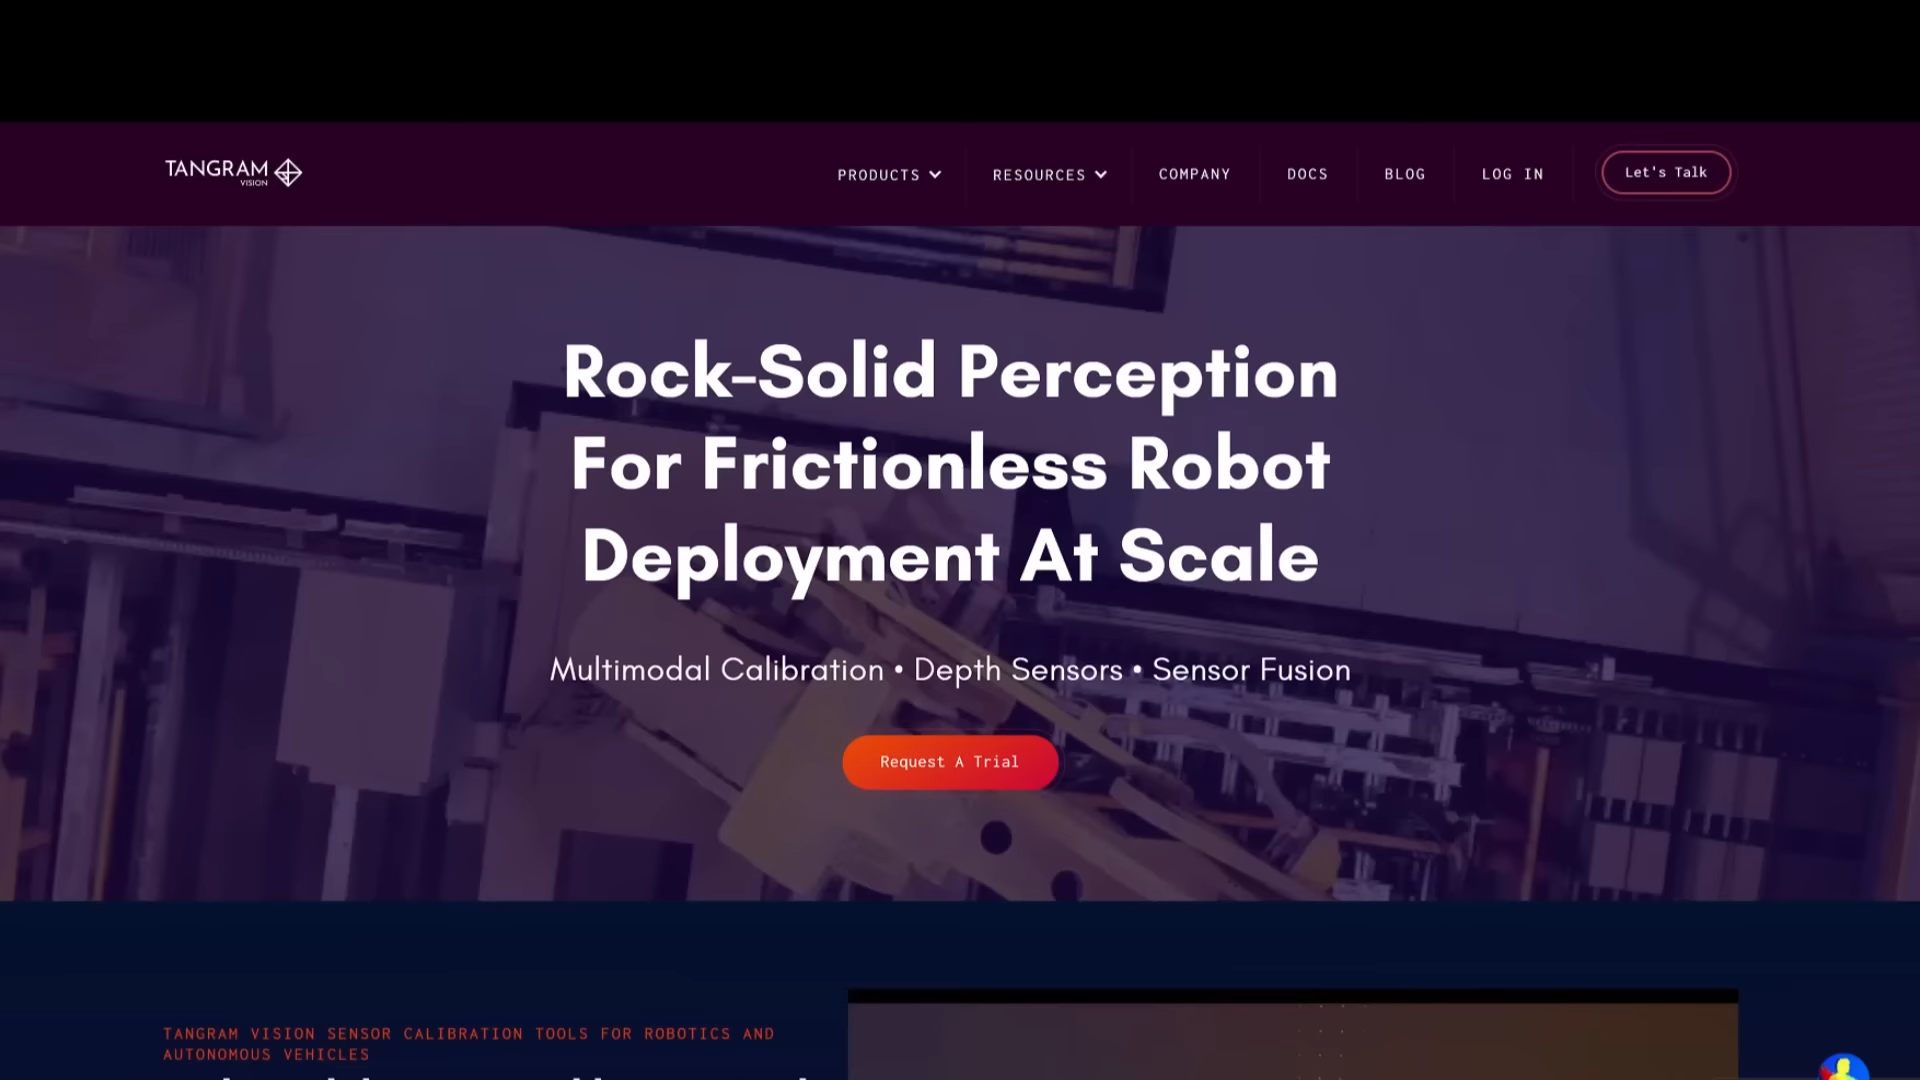 TANGRAM
VISION
PRODUCTS
RESOURCES
COMPANY
DOCS
BLOG
LOG IN
Let's Talk
Rock-Solid Perception
For Frictionless Robot
Deployment At Scale
Multimodal Calibration • Depth Sensors • Sensor Fusion
Request A Trial
TANGRAM VISION SENSOR CALIBRATION TOOLS FOR ROBOTICS AND
AUTONOMOUS VEHICLES